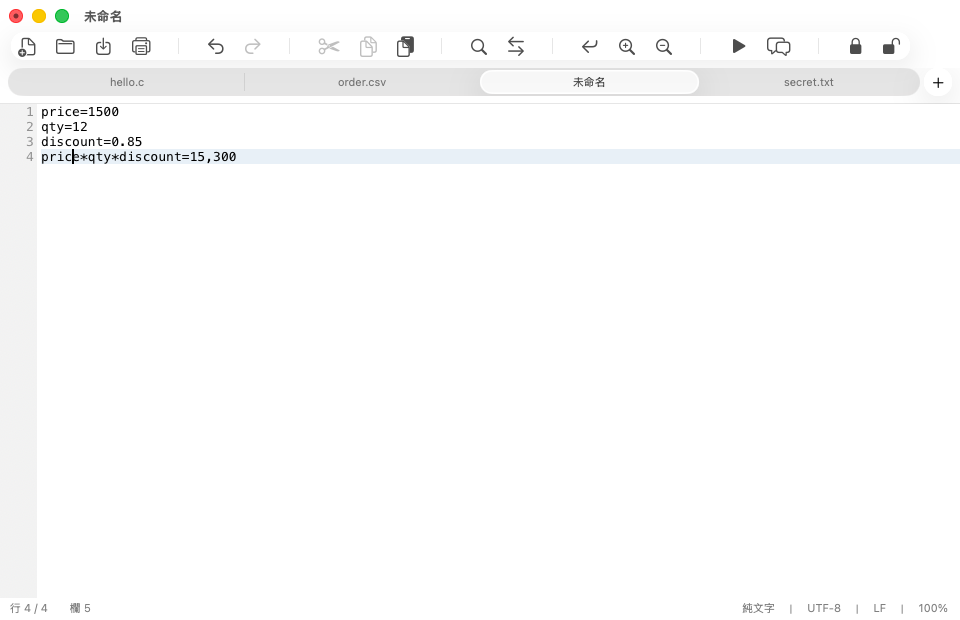 未命名
hello.c
order.csv
未命名
secret.txt
1 price=1500
2 qty=12
3 discount=0.85
4 price*qty*discount=15,300
行 4 / 4 欄 5
純文字 | UTF-8 | LF | 100%